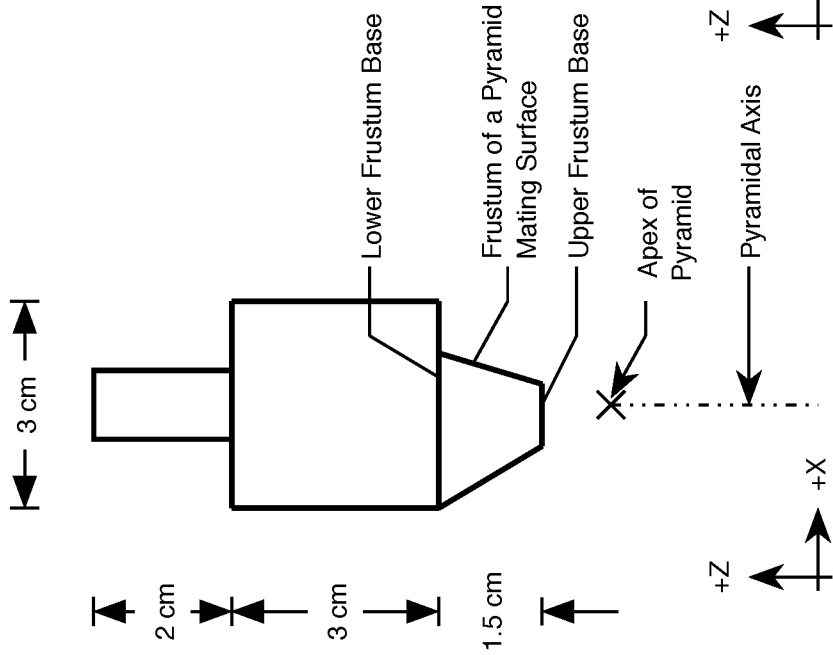 3 cm
2 cm
3 cm
1.5 cm
Lower Frustum Base
Frustum of a Pyramid
Mating Surface
Upper Frustum Base
Apex of
Pyramid
Pyramidal Axis
+Z
+X
+Z